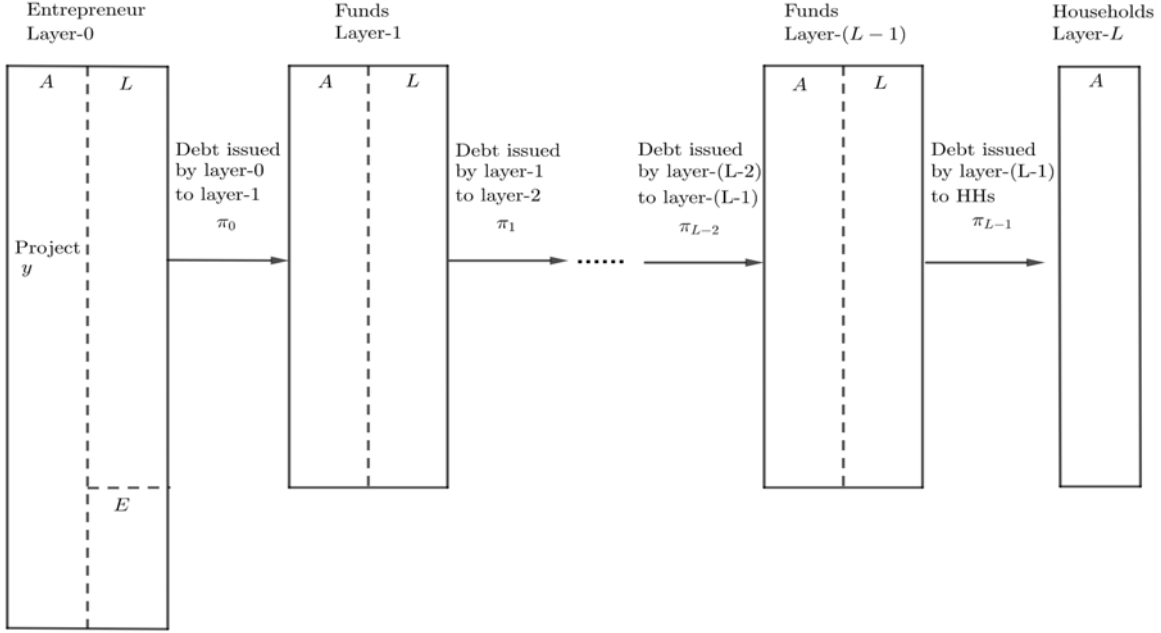 Entrepreneur
Layer-0
Funds
Layer-1
Funds
Layer-(L − 1)
Households
Layer-L
A
L
A
L
A
L
A
Debt issued
by layer-0
to layer-1
π₀
Debt issued
by layer-1
to layer-2
π₁
Debt issued
by layer-(L-2)
to layer-(L-1)
π_{L−2}
Debt issued
by layer-(L-1)
to HHs
π_{L−1}
Project
y
......
E